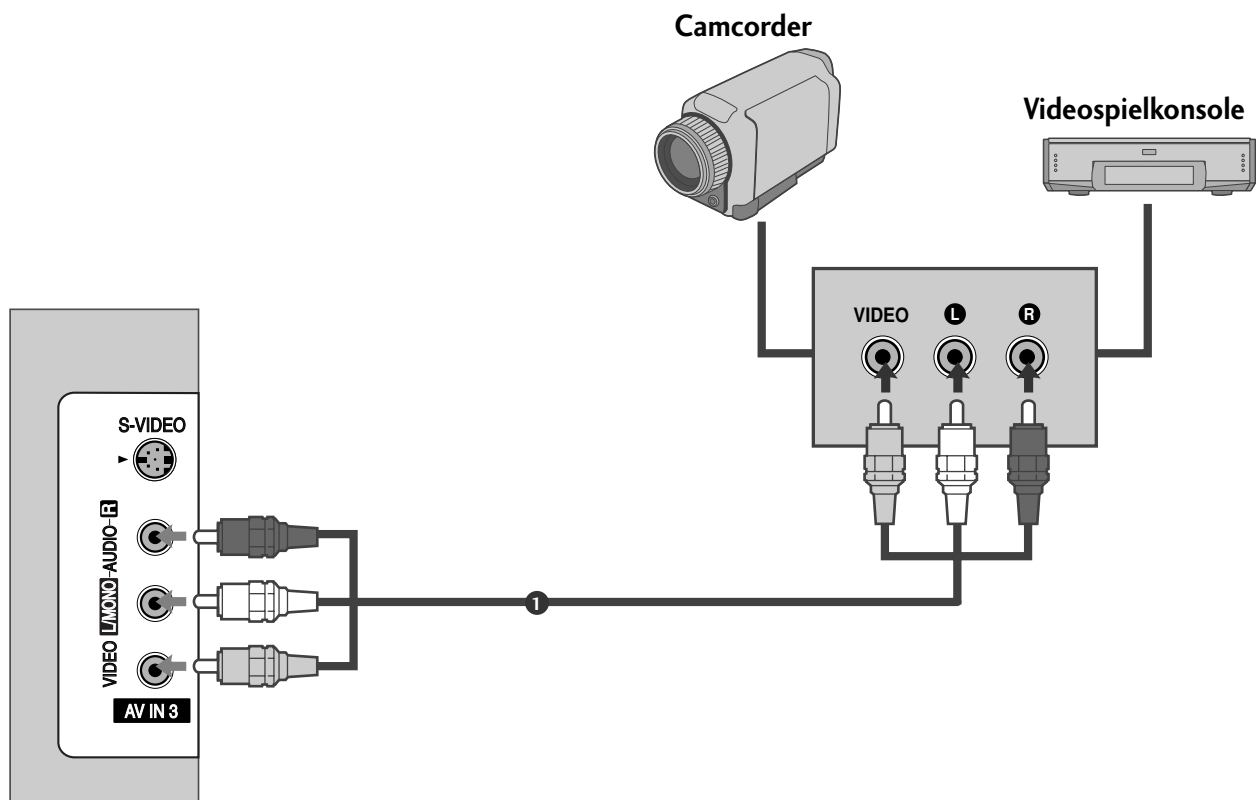 Camcorder
Videospielkonsole
VIDEO L R
S-VIDEO
VIDEO L/MONO-AUDIO-R
1
AV IN 3